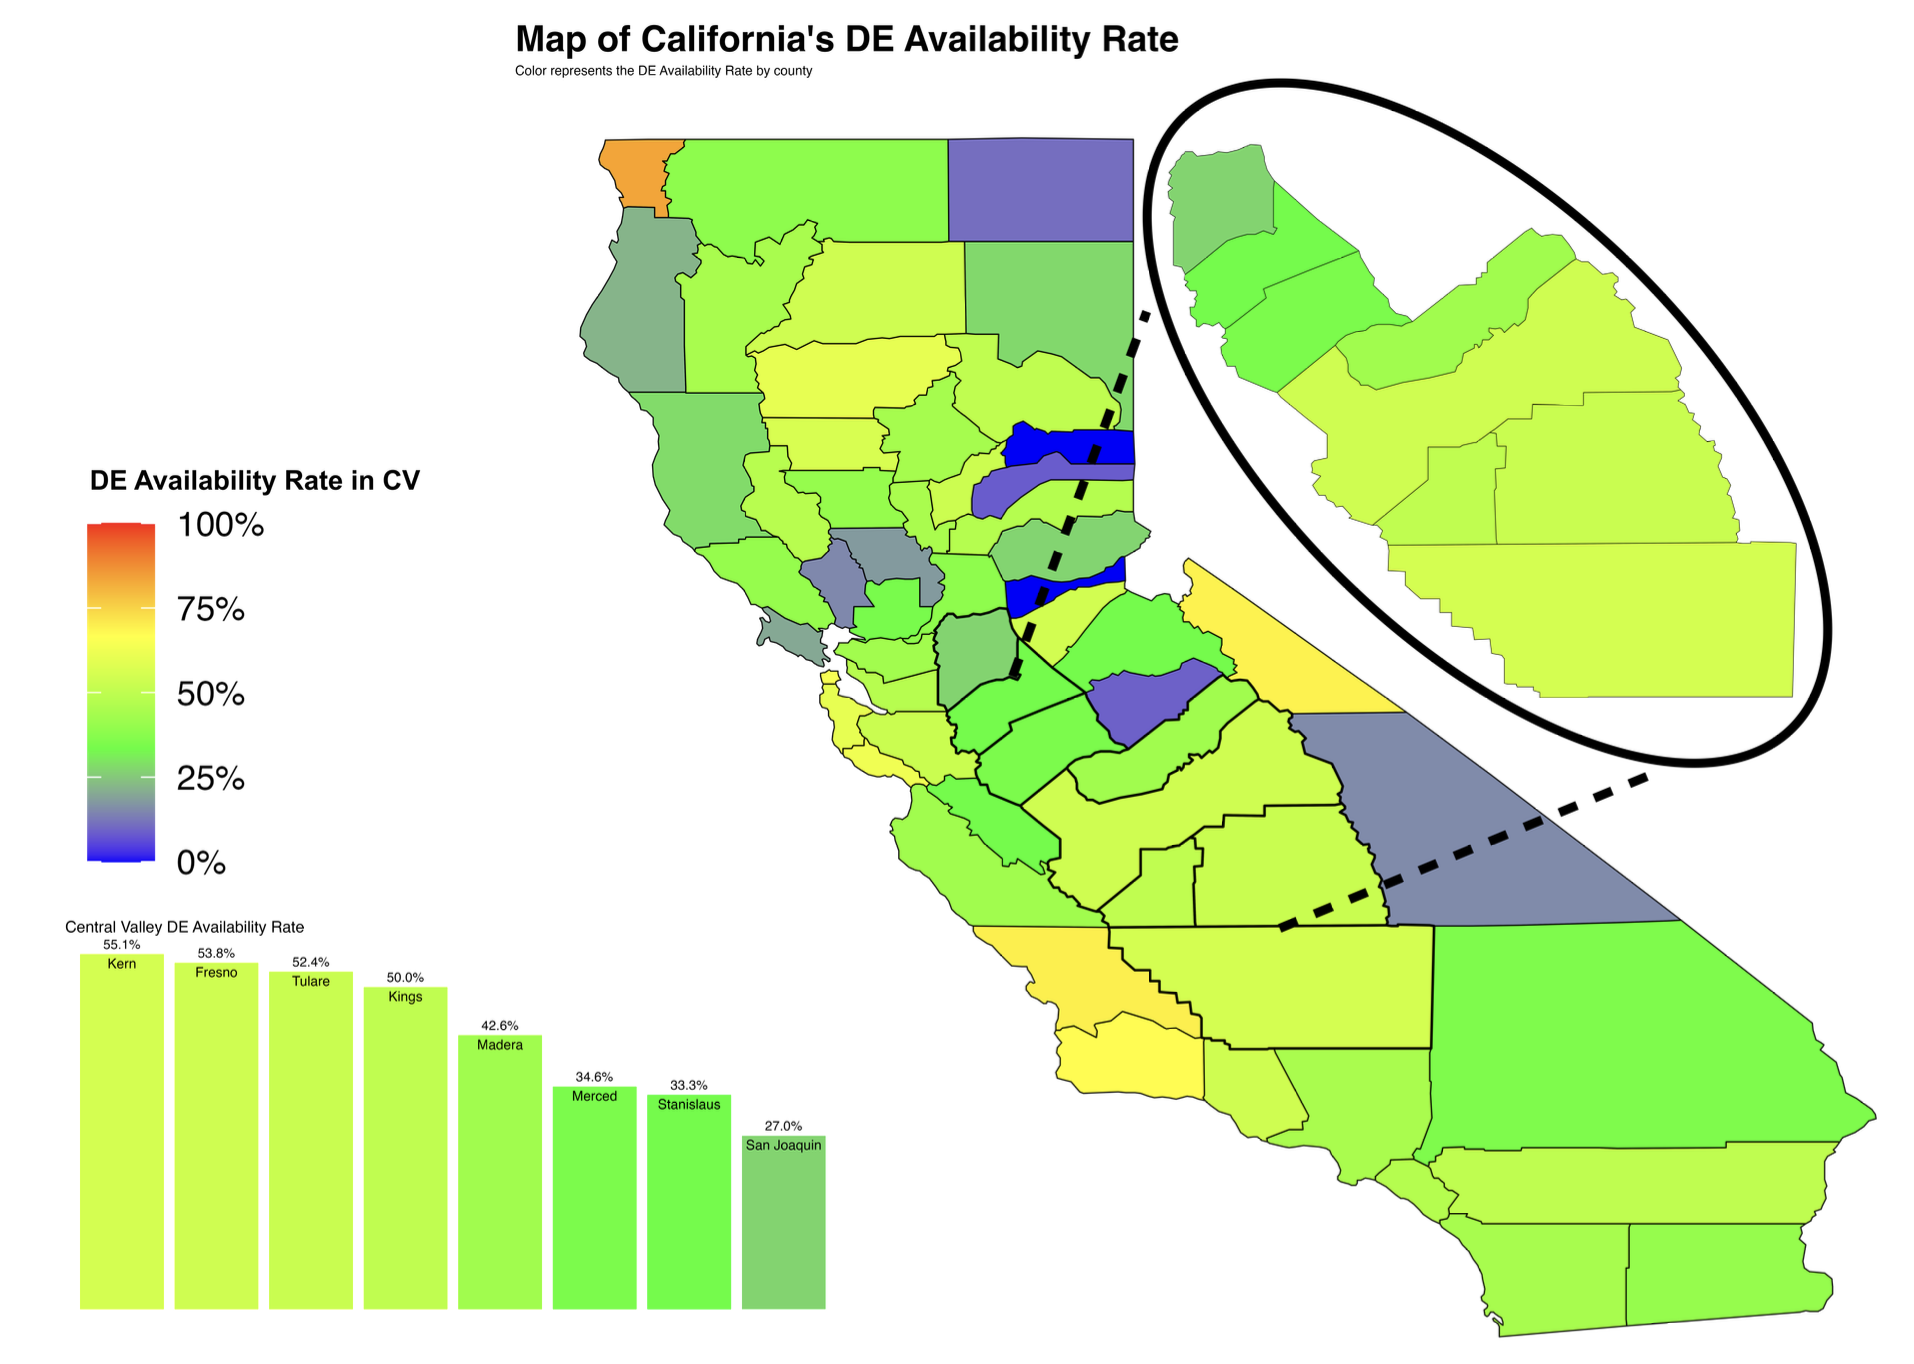 Map of California's DE Availability Rate
Color represents the DE Availability Rate by county
DE Availability Rate in CV
100%
75%
50%
25%
0%
Central Valley DE Availability Rate
55.1%
Kern
53.8%
Fresno
52.4%
Tulare
50.0%
Kings
42.6%
Madera
34.6%
Merced
33.3%
Stanislaus
27.0%
San Joaquin